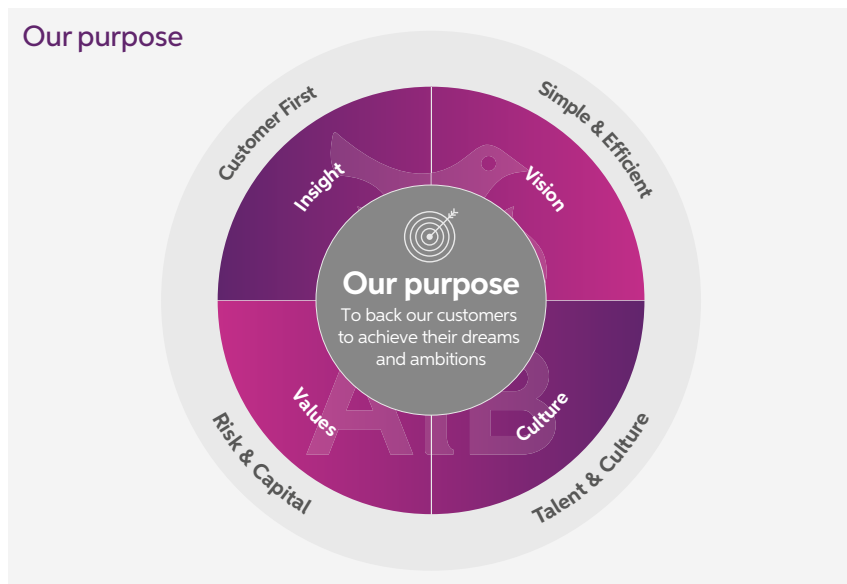 Our purpose
Customer First
Simple & Efficient
Insight
Vision
Our purpose
To back our customers
to achieve their dreams
and ambitions
Values
Culture
AIB
Risk & Capital
Talent & Culture